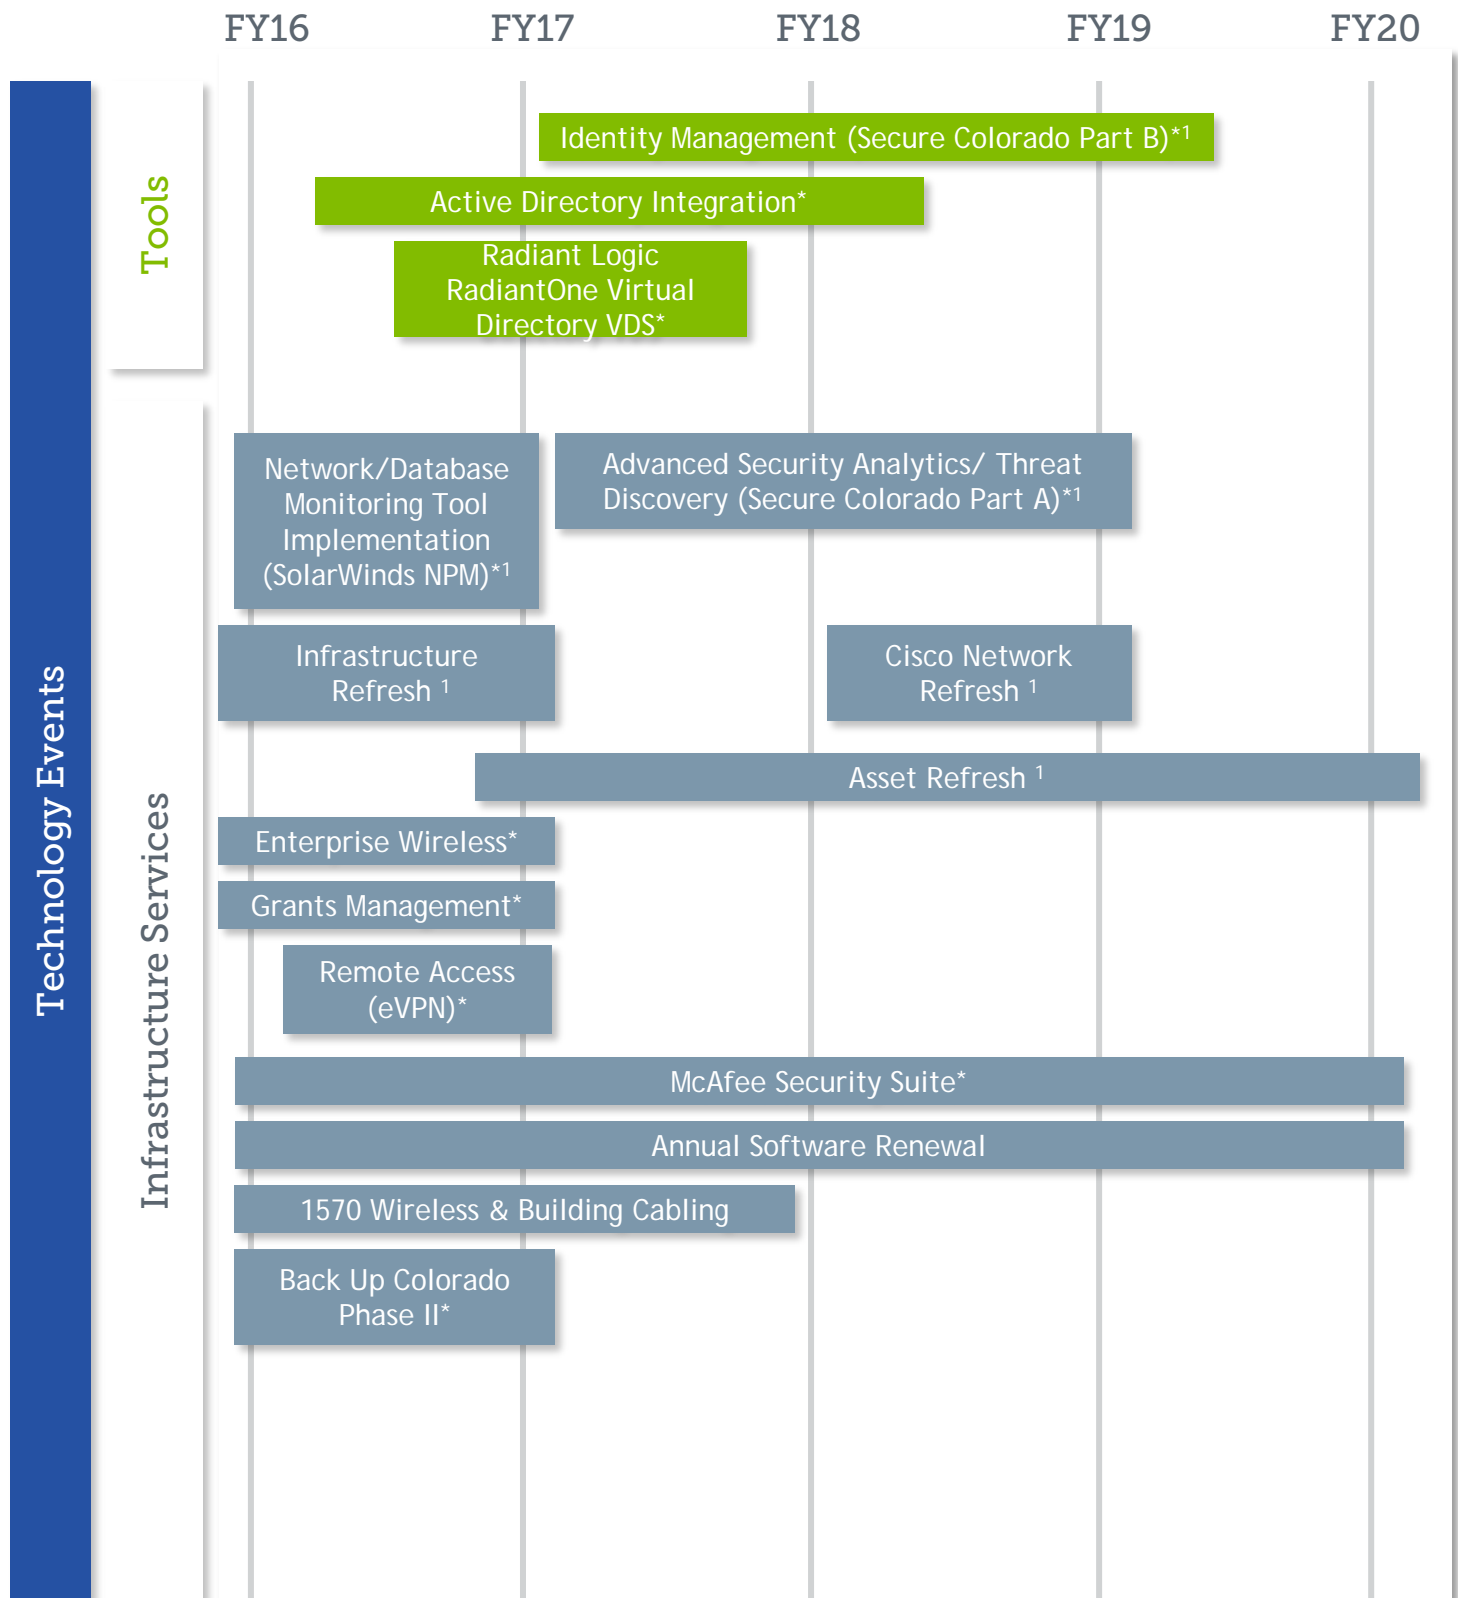 FY16 FY17 FY18 FY19 FY20
Technology Events
Tools
Identity Management (Secure Colorado Part B)*1
Active Directory Integration*
Radiant Logic
RadiantOne Virtual
Directory VDS*
Infrastructure Services
Network/Database
Monitoring Tool
Implementation
(SolarWinds NPM)*1
Advanced Security Analytics/ Threat
Discovery (Secure Colorado Part A)*1
Infrastructure
Refresh 1
Cisco Network
Refresh 1
Asset Refresh 1
Enterprise Wireless*
Grants Management*
Remote Access
(eVPN)*
McAfee Security Suite*
Annual Software Renewal
1570 Wireless & Building Cabling
Back Up Colorado
Phase II*